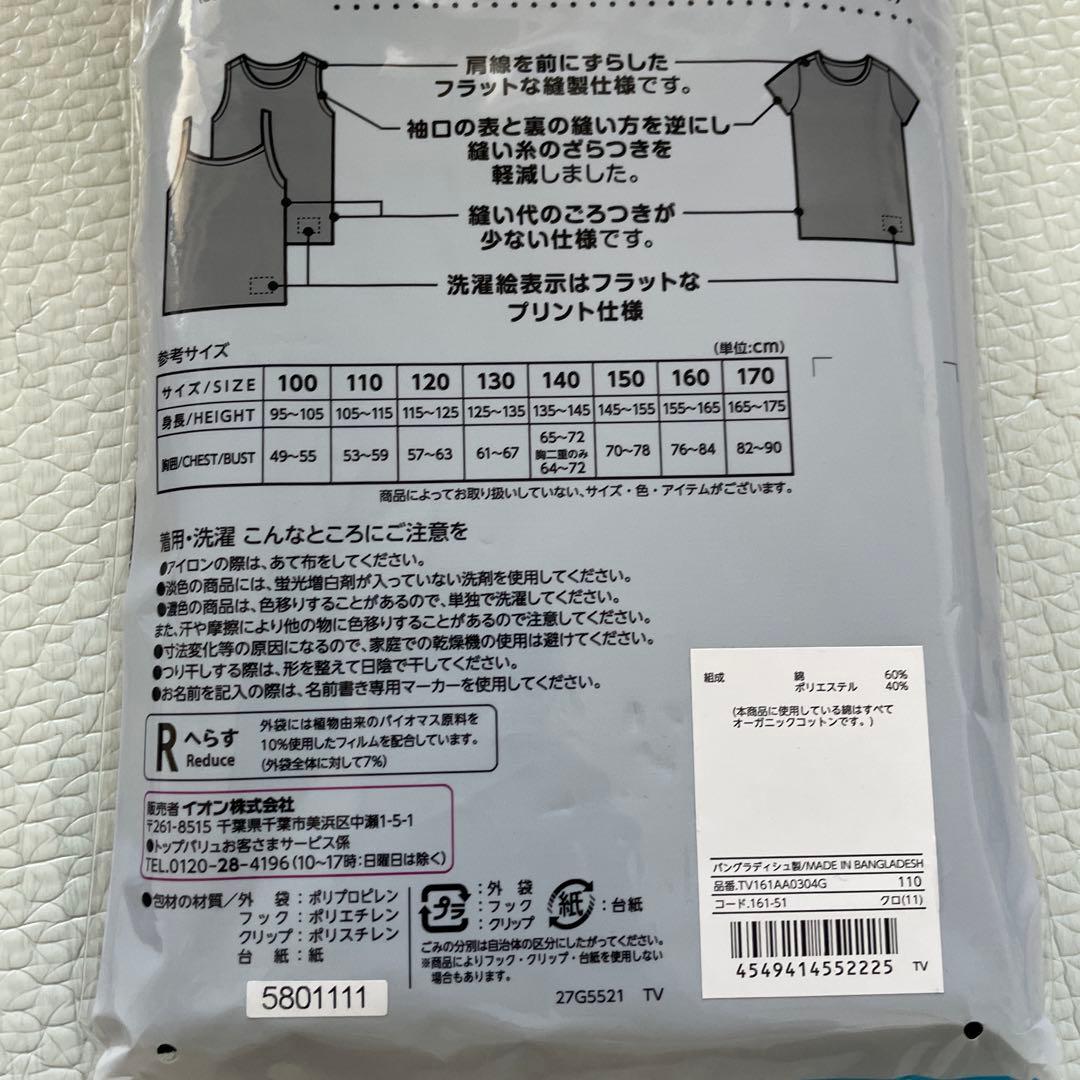 肩線を前にずらした
フラットな縫製仕様です。
袖口の表と裏の縫い方を逆にし
縫い糸のざらつきを
軽減しました。
縫い代のごろつきが
少ない仕様です。
洗濯絵表示はフラットな
プリント仕様
参考サイズ
(単位:cm)
サイズ/SIZE 100 110 120 130 140 150 160 170
身長/HEIGHT 95〜105 105〜115 115〜125 125〜135 135〜145 145〜155 155〜165 165〜175
胸囲/CHEST/BUST 49〜55 53〜59 57〜63 61〜67 65〜72 胸二重のみ 64〜72 70〜78 76〜84 82〜90
商品によってお取り扱いしていない、サイズ・色・アイテムがございます。
着用・洗濯 こんなところにご注意を
●アイロンの際は、あて布をしてください。
●淡色の商品には、蛍光増白剤が入っていない洗剤を使用してください。
●濃色の商品は、色移りすることがあるので、単独で洗濯してください。
また、汗や摩擦により他の物に色移りすることがあるので注意してください。
●寸法変化等の原因になるので、家庭での乾燥機の使用は避けてください。
●つり干しする際は、形を整えて日陰で干してください。
●お名前を記入の際は、名前書き専用マーカーを使用してください。
R へらす
Reduce
外袋には植物由来のバイオマス原料を
10%使用したフィルムを配合しています。
(外袋全体に対して7%)
販売者 イオン株式会社
〒261-8515 千葉県千葉市美浜区中瀬1-5-1
●トップバリュお客さまサービス係
TEL.0120-28-4196(10〜17時:日曜日は除く)
●包材の材質/外 袋:ポリプロピレン
フック:ポリエチレン
クリップ:ポリスチレン
台 紙:紙
プラ
:外 袋
:フック
:クリップ
紙
:台紙
ごみの分別は自治体の区分にしたがってください。
※商品によりフック・クリップ・台紙を使用しない
場合もあります。
5801111
27G5521 TV
組成 綿 60%
ポリエステル 40%
(本商品に使用している綿はすべて
オーガニックコットンです。)
バングラディシュ製/MADE IN BANGLADESH
品番.TV161AA0304G 110
コード.161-51 クロ(11)
4549414552225 TV